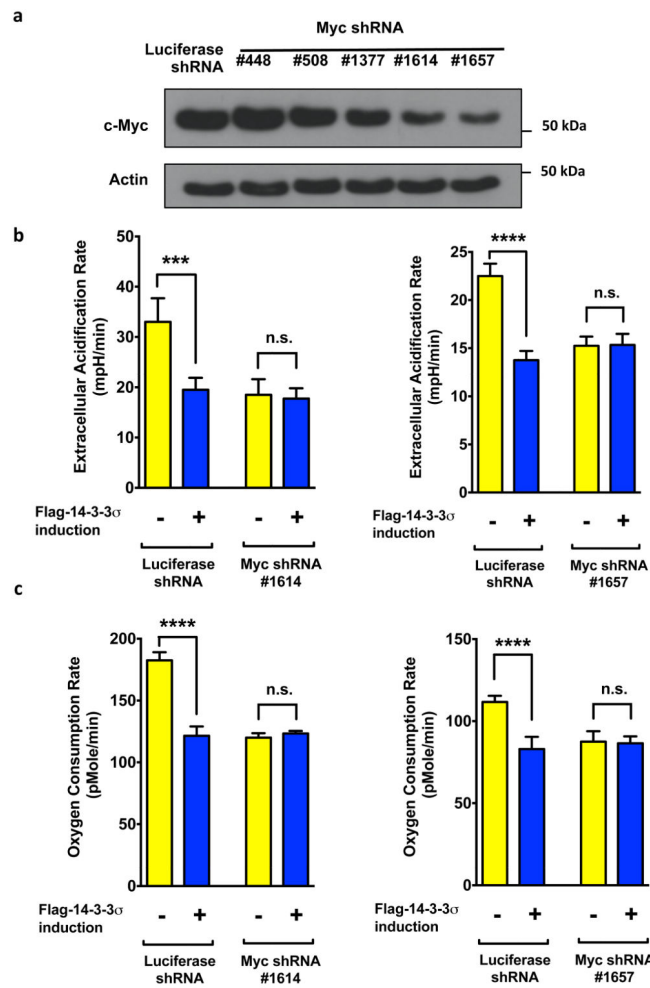 a
Myc shRNA
Luciferase
shRNA
#448 #508 #1377 #1614 #1657
c-Myc
50 kDa
Actin
50 kDa
b
Extracellular Acidification Rate
(mpH/min)
50
40
30
20
10
0
***
n.s.
Flag-14-3-3σ
induction
- + - +
Luciferase
shRNA
Myc shRNA
#1614
Extracellular Acidification Rate
(mpH/min)
25
20
15
10
5
0
****
n.s.
Flag-14-3-3σ
induction
- + - +
Luciferase
shRNA
Myc shRNA
#1657
c
Oxygen Consumption Rate
(pMole/min)
200
150
100
50
0
****
n.s.
Flag-14-3-3σ
induction
- + - +
Luciferase
shRNA
Myc shRNA
#1614
Oxygen Consumption Rate
(pMole/min)
150
100
50
0
****
n.s.
Flag-14-3-3σ
induction
- + - +
Luciferase
shRNA
Myc shRNA
#1657